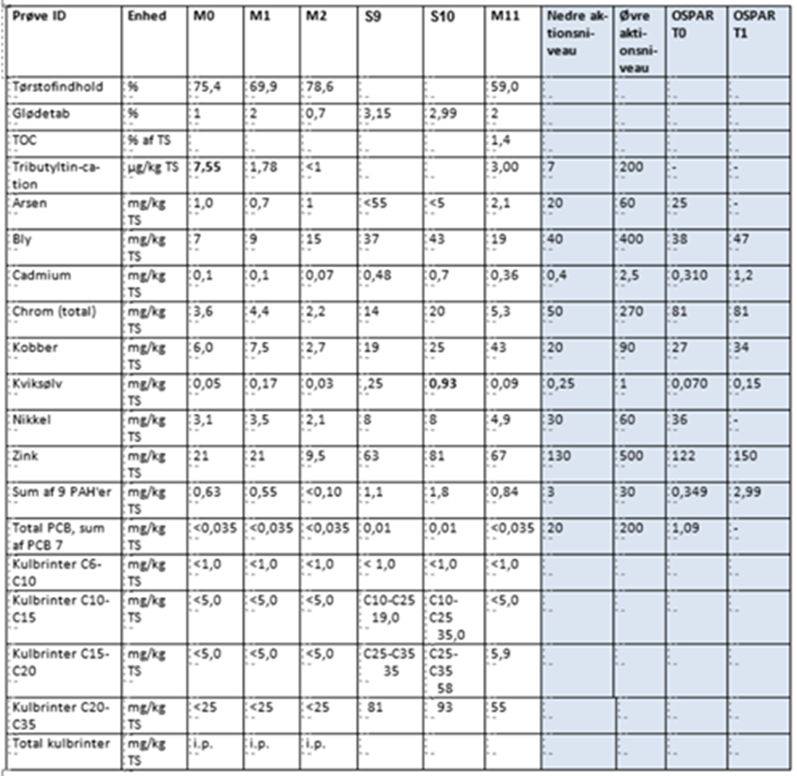 Prøve ID Enhed M0 M1 M2 S9 S10 M11 Nedre ak- Øvre OSPAR OSPAR
tionsni- akti- T0 T1
veau onsni-
veau
Tørstofindhold % 75,4 69,9 78,6 59,0
Glødetab % 1 2 0,7 3,15 2,99 2
TOC % af TS 1,4
Tributyltin-ca- µg/kg TS 7,55 1,78 <1 3,00 7 200 - -
tion
Arsen mg/kg 1,0 0,7 1 <55 <5 2,1 20 60 25 -
TS
Bly mg/kg 7 9 15 37 43 19 40 400 38 47
TS
Cadmium mg/kg 0,1 0,1 0,07 0,48 0,7 0,36 0,4 2,5 0,310 1,2
TS
Chrom (total) mg/kg 3,6 4,4 2,2 14 20 5,3 50 270 81 81
TS
Kobber mg/kg 6,0 7,5 2,7 19 25 43 20 90 27 34
TS
Kviksølv mg/kg 0,05 0,17 0,03 ,25 0,93 0,09 0,25 1 0,070 0,15
TS
Nikkel mg/kg 3,1 3,5 2,1 8 8 4,9 30 60 36 -
TS
Zink mg/kg 21 21 9,5 63 81 67 130 500 122 150
TS
Sum af 9 PAH'er mg/kg 0,63 0,55 <0,10 1,1 1,8 0,84 3 30 0,349 2,99
TS
Total PCB, sum mg/kg <0,035 <0,035 <0,035 0,01 0,01 <0,035 20 200 1,09 -
af PCB 7 TS
Kulbrinter C6- mg/kg <1,0 <1,0 <1,0 < 1,0 <1,0 <1,0
C10 TS
Kulbrinter C10- mg/kg <5,0 <5,0 <5,0 C10-C25 C10- <5,0
C15 TS 19,0 C25
35,0
Kulbrinter C15- mg/kg <5,0 <5,0 <5,0 C25-C35 C25- 5,9
C20 TS 35 C35
58
Kulbrinter C20- mg/kg <25 <25 <25 81 93 55
C35 TS
Total kulbrinter mg/kg i.p. i.p. i.p.
TS